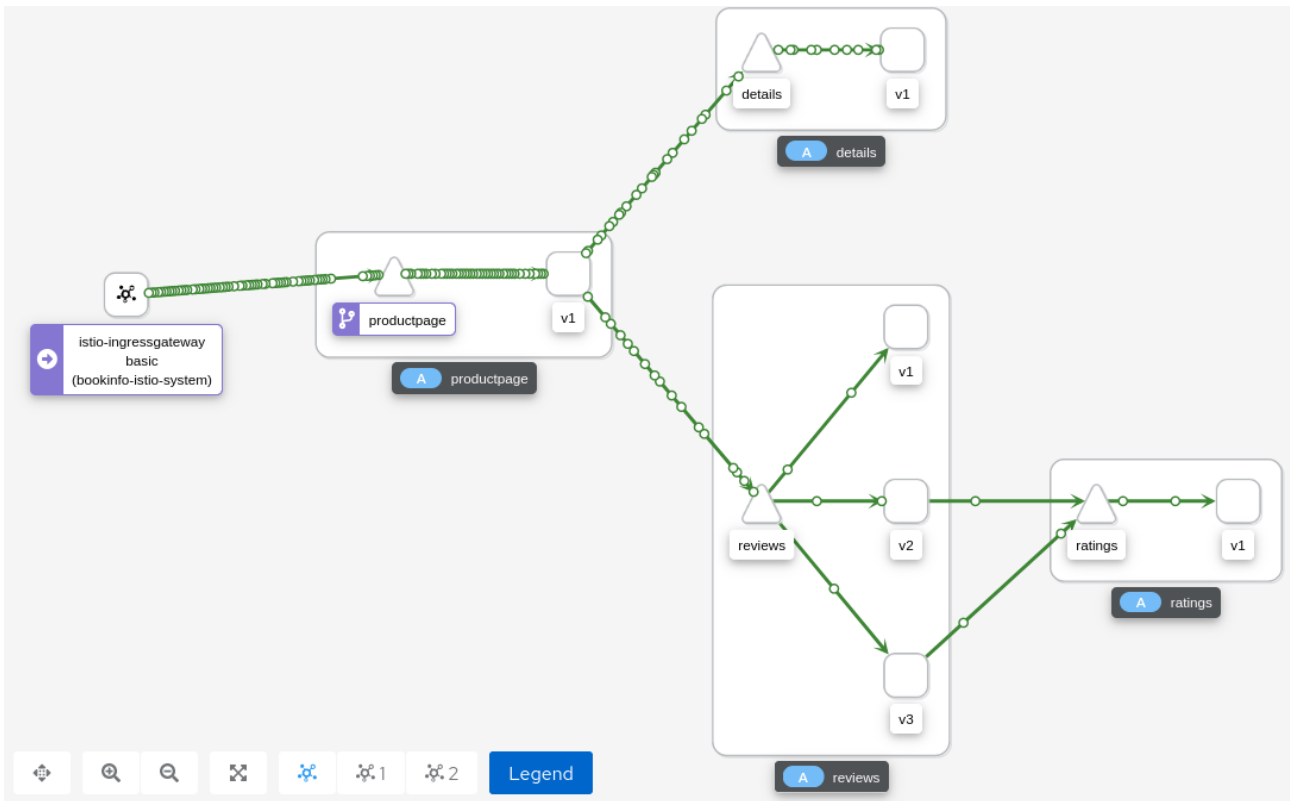 details
v1
A details
productpage
v1
A productpage
istio-ingressgateway
basic
(bookinfo-istio-system)
v1
reviews
v2
v3
A reviews
ratings
v1
A ratings
1
2
Legend